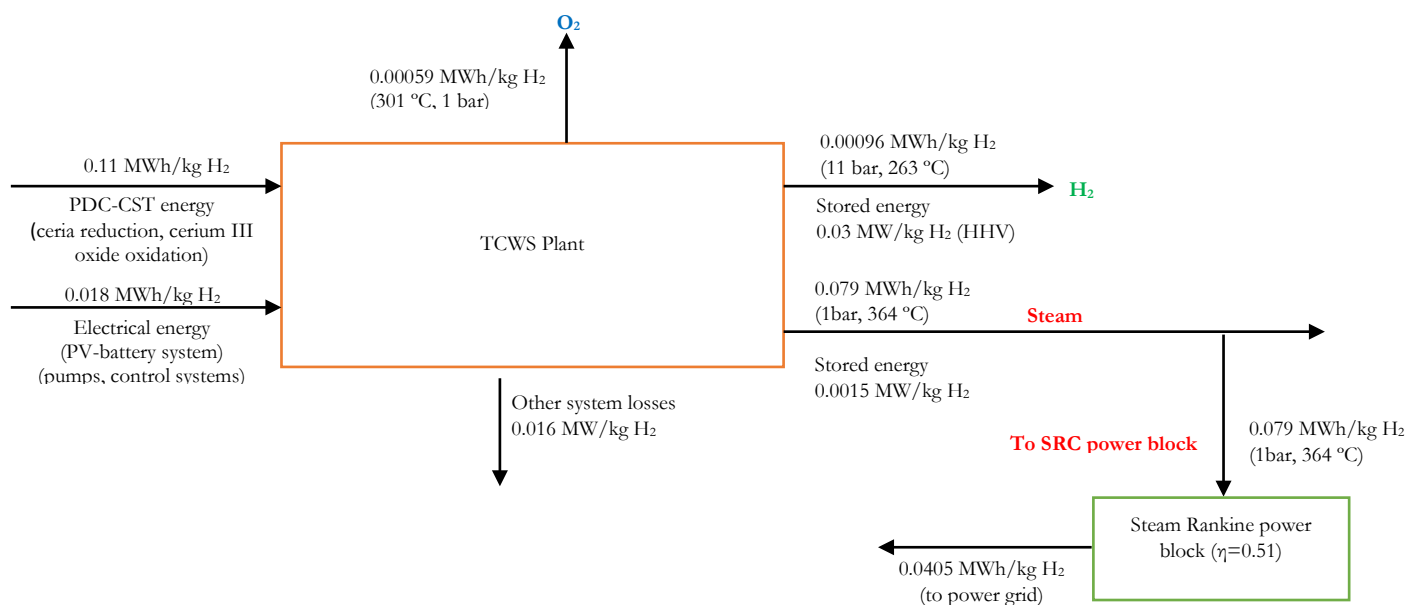 O₂
0.00059 MWh/kg H₂
(301 ºC, 1 bar)
0.11 MWh/kg H₂
PDC-CST energy
(ceria reduction, cerium III
oxide oxidation)
0.018 MWh/kg H₂
Electrical energy
(PV-battery system)
(pumps, control systems)
TCWS Plant
0.00096 MWh/kg H₂
(11 bar, 263 ºC)
H₂
Stored energy
0.03 MW/kg H₂ (HHV)
0.079 MWh/kg H₂
(1bar, 364 ºC)
Steam
Stored energy
0.0015 MW/kg H₂
Other system losses
0.016 MW/kg H₂
To SRC power block
0.079 MWh/kg H₂
(1bar, 364 ºC)
Steam Rankine power
block (η=0.51)
0.0405 MWh/kg H₂
(to power grid)